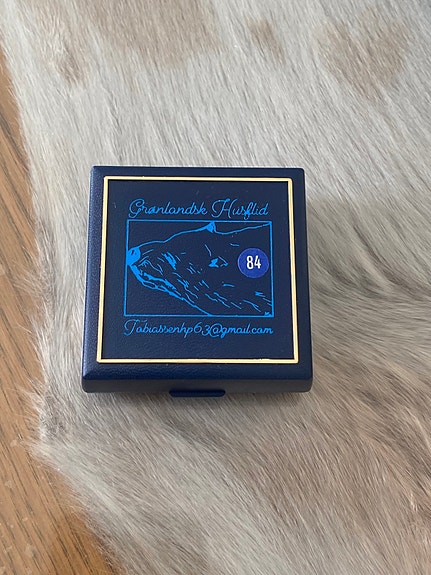 Grønlandsk Husflid
84
Tobiassenhp63@gmail.com